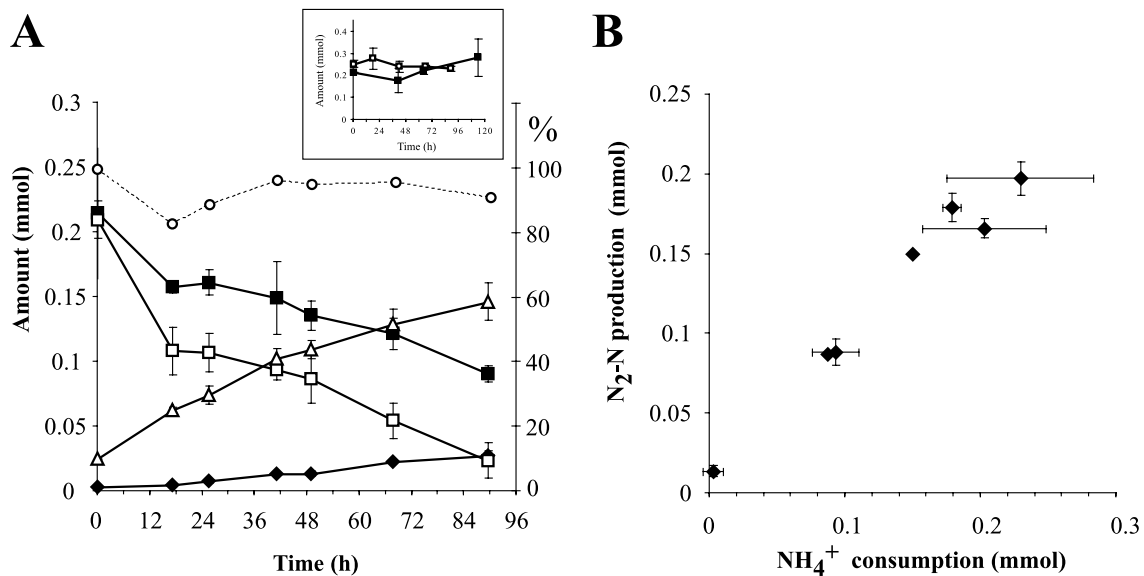 A
B
0.4
0.3
0.2
0.1
0
Amount (mmol)
0 24 48 72 96 120
Time (h)
0.3
0.25
0.2
0.15
0.1
0.05
0
Amount (mmol)
%
100
80
60
40
20
0
0 12 24 36 48 60 72 84 96
Time (h)
0.25
0.2
0.15
0.1
0.05
0
N₂-N production (mmol)
0 0.1 0.2 0.3
NH₄⁺ consumption (mmol)